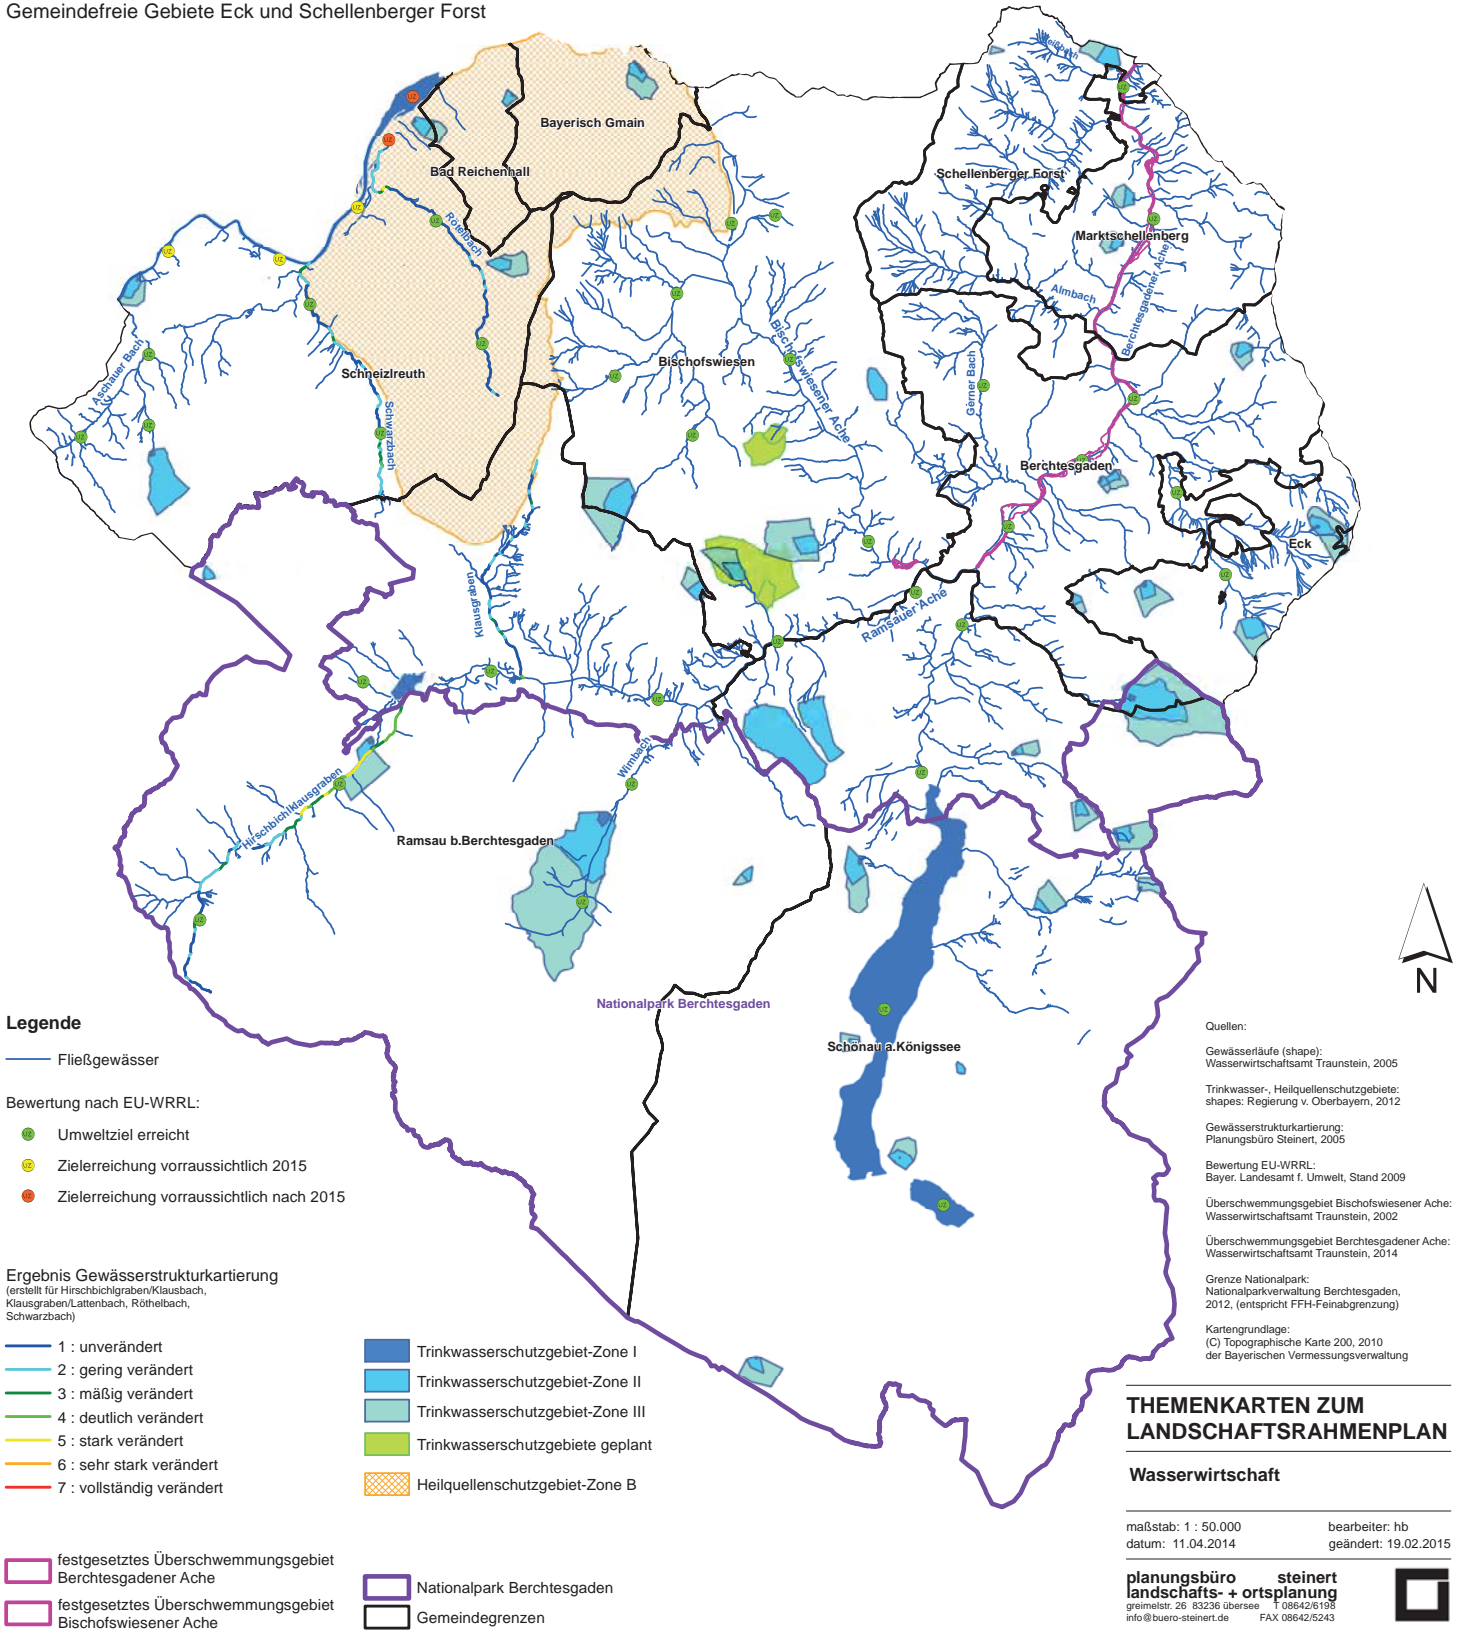 Gemeindefreie Gebiete Eck und Schellenberger Forst
Weißbach
Bayerisch Gmain
Bad Reichenhall
Schellenberger Forst
Rötelbach
Marktschellenberg
Berchtesgadener Ache
Almbach
Bischofswiesen
Bischofswiesener Ache
Aschauer Bach
Schneizlreuth
Schwarzbach
Gerner Bach
Berchtesgaden
Eck
Klausgraben
Ramsauer Ache
Wimbach
Hirschbichlklausgraben
Ramsau b.Berchtesgaden
Nationalpark Berchtesgaden
Schönau a.Königssee
N
Legende
Fließgewässer
Bewertung nach EU-WRRL:
UZ Umweltziel erreicht
UZ Zielerreichung vorraussichtlich 2015
UZ Zielerreichung vorraussichtlich nach 2015
Ergebnis Gewässerstrukturkartierung
(erstellt für Hirschbichlgraben/Klausbach,
Klausgraben/Lattenbach, Röthelbach,
Schwarzbach)
1 : unverändert
2 : gering verändert
3 : mäßig verändert
4 : deutlich verändert
5 : stark verändert
6 : sehr stark verändert
7 : vollständig verändert
festgesetztes Überschwemmungsgebiet
Berchtesgadener Ache
festgesetztes Überschwemmungsgebiet
Bischofswiesener Ache
Trinkwasserschutzgebiet-Zone I
Trinkwasserschutzgebiet-Zone II
Trinkwasserschutzgebiet-Zone III
Trinkwasserschutzgebiete geplant
Heilquellenschutzgebiet-Zone B
Nationalpark Berchtesgaden
Gemeindegrenzen
Quellen:
Gewässerläufe (shape):
Wasserwirtschaftsamt Traunstein, 2005
Trinkwasser-, Heilquellenschutzgebiete:
shapes: Regierung v. Oberbayern, 2012
Gewässerstrukturkartierung:
Planungsbüro Steinert, 2005
Bewertung EU-WRRL:
Bayer. Landesamt f. Umwelt, Stand 2009
Überschwemmungsgebiet Bischofswiesener Ache:
Wasserwirtschaftsamt Traunstein, 2002
Überschwemmungsgebiet Berchtesgadener Ache:
Wasserwirtschaftsamt Traunstein, 2014
Grenze Nationalpark:
Nationalparkverwaltung Berchtesgaden,
2012, (entspricht FFH-Feinabgrenzung)
Kartengrundlage:
(C) Topographische Karte 200, 2010
der Bayerischen Vermessungsverwaltung
THEMENKARTEN ZUM
LANDSCHAFTSRAHMENPLAN
Wasserwirtschaft
maßstab: 1 : 50.000 bearbeiter: hb
datum: 11.04.2014 geändert: 19.02.2015
planungsbüro steinert
landschafts- + ortsplanung
greimelstr. 26 83236 übersee T 08642/6198
info@buero-steinert.de FAX 08642/5243